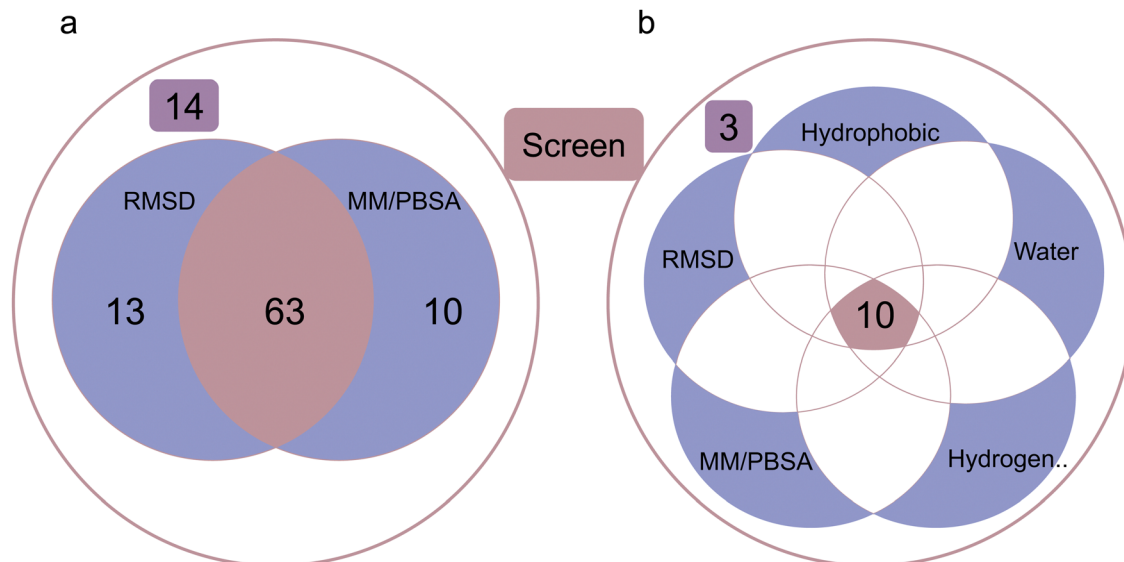 a
b
14
3
Hydrophobic
Screen
RMSD
MM/PBSA
RMSD
Water
13
63
10
10
MM/PBSA
Hydrogen..